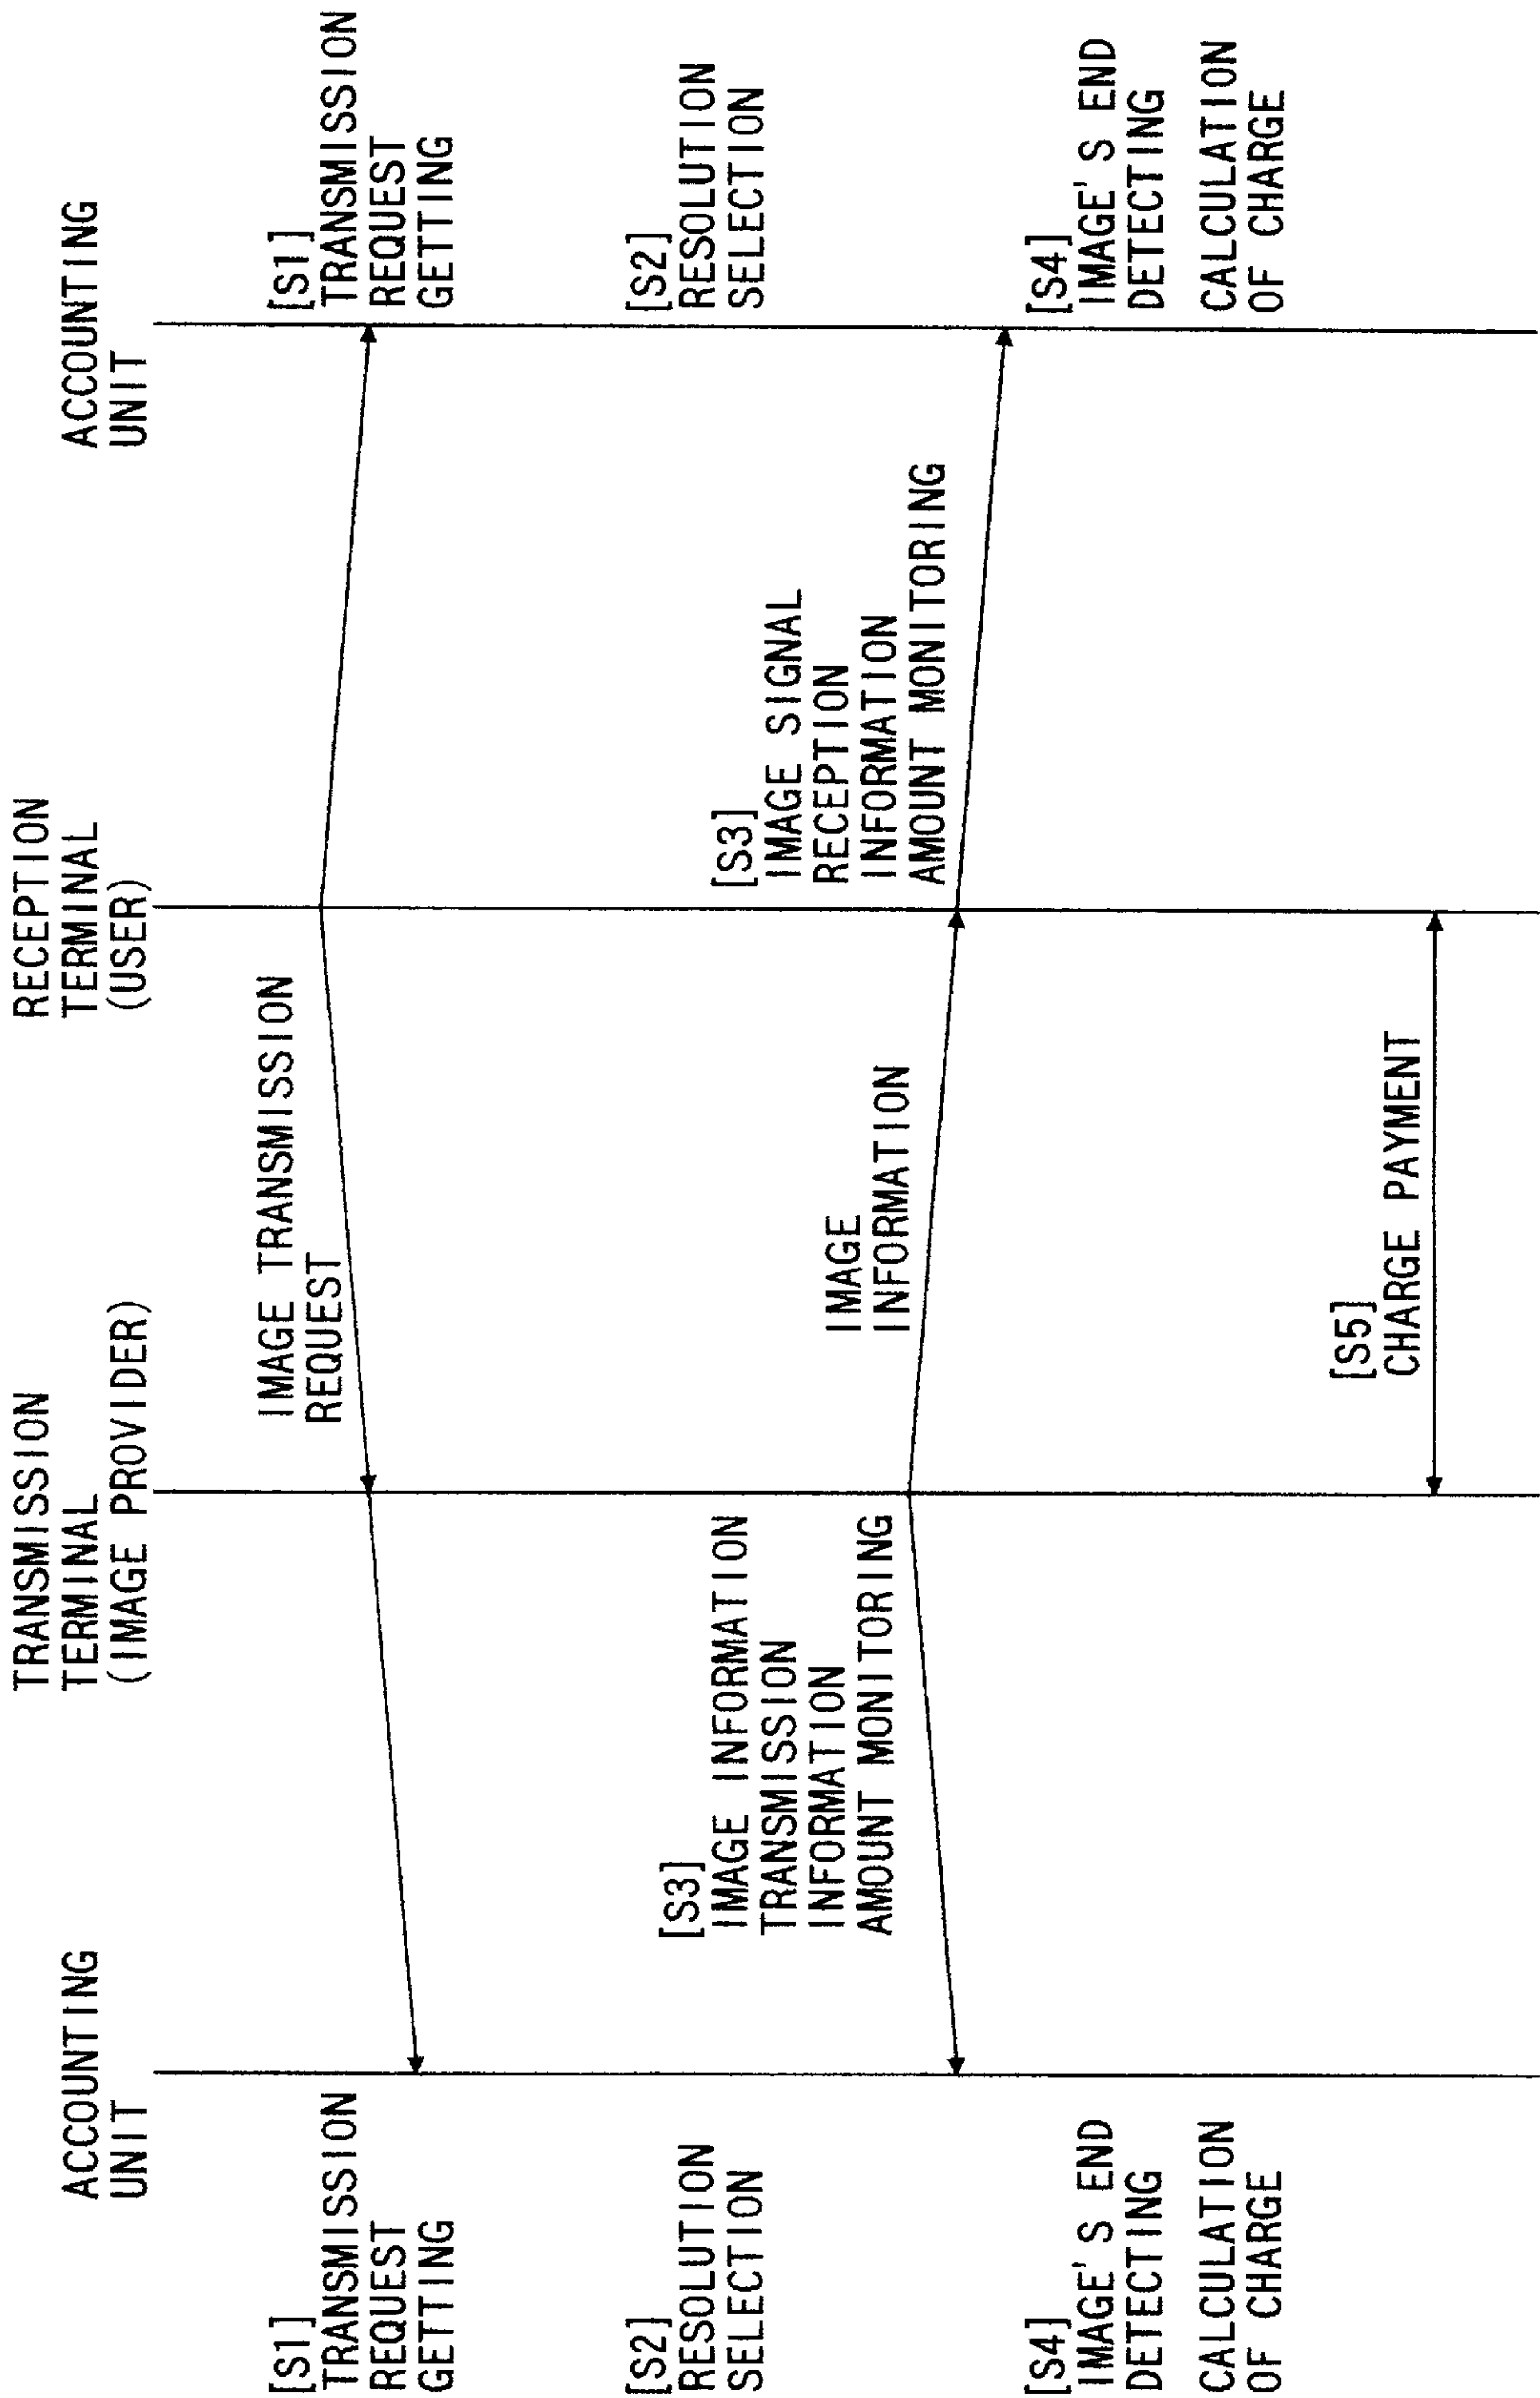 ACCOUNTING
UNIT
TRANSMISSION
TERMINAL
(IMAGE PROVIDER)
RECEPTION
TERMINAL
(USER)
ACCOUNTING
UNIT
[S1]
TRANSMISSION
REQUEST
GETTING
IMAGE TRANSMISSION
REQUEST
[S1]
TRANSMISSION
REQUEST
GETTING
[S2]
RESOLUTION
SELECTION
[S2]
RESOLUTION
SELECTION
[S3]
IMAGE INFORMATION
TRANSMISSION
INFORMATION
AMOUNT MONITORING
IMAGE
INFORMATION
[S3]
IMAGE SIGNAL
RECEPTION
INFORMATION
AMOUNT MONITORING
[S4]
IMAGE'S END
DETECTING
CALCULATION
OF CHARGE
[S4]
IMAGE'S END
DETECTING
CALCULATION
OF CHARGE
[S5]
CHARGE PAYMENT